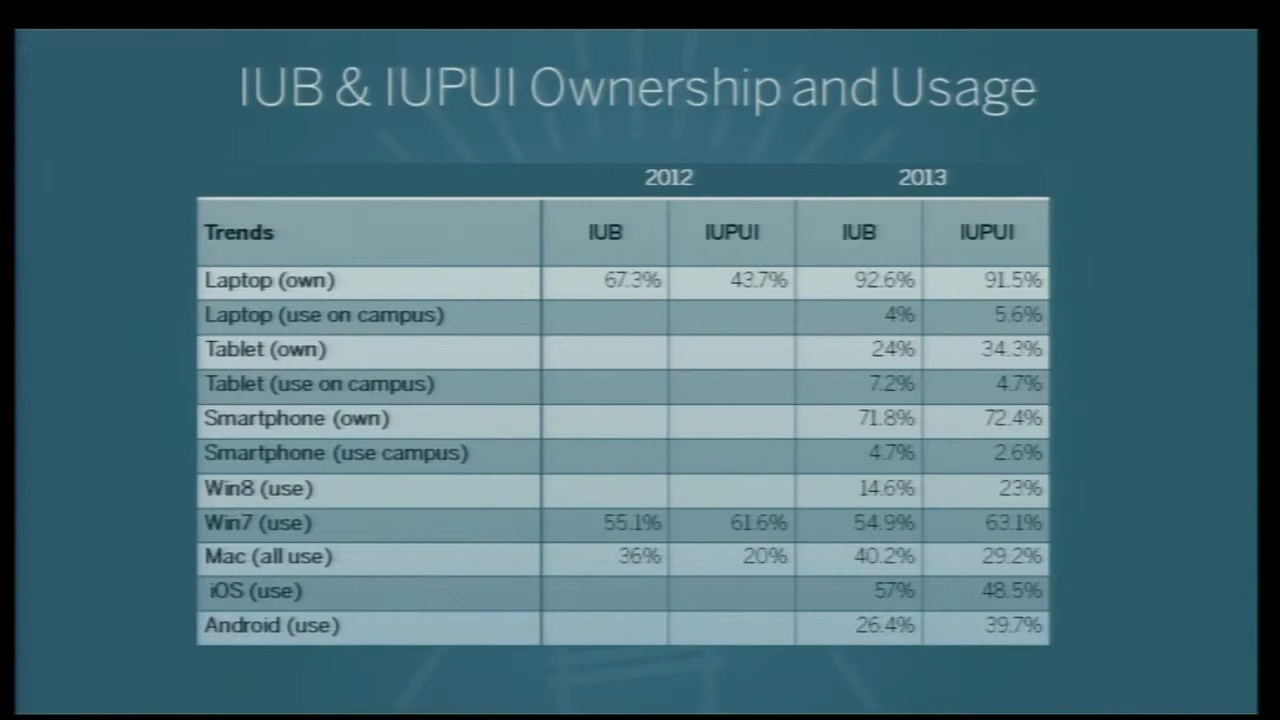 IUB & IUPUI Ownership and Usage
2012 2013
Trends IUB IUPUI IUB IUPUI
Laptop (own) 67.3% 43.7% 92.6% 91.5%
Laptop (use on campus) 4% 5.6%
Tablet (own) 24% 34.3%
Tablet (use on campus) 7.2% 4.7%
Smartphone (own) 71.8% 72.4%
Smartphone (use campus) 4.7% 2.6%
Win8 (use) 14.6% 23%
Win7 (use) 55.1% 61.6% 54.9% 63.1%
Mac (all use) 36% 20% 40.2% 29.2%
iOS (use) 57% 48.5%
Android (use) 26.4% 39.7%